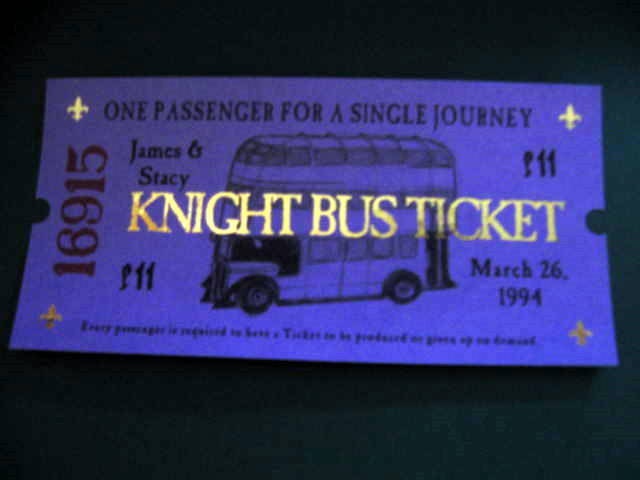 ONE PASSENGER FOR A SINGLE JOURNEY
James &
Stacy
£11
16915
KNIGHT BUS TICKET
£11
March 26,
1994
Every passenger is required to have a Ticket to be produced or given up on demand.